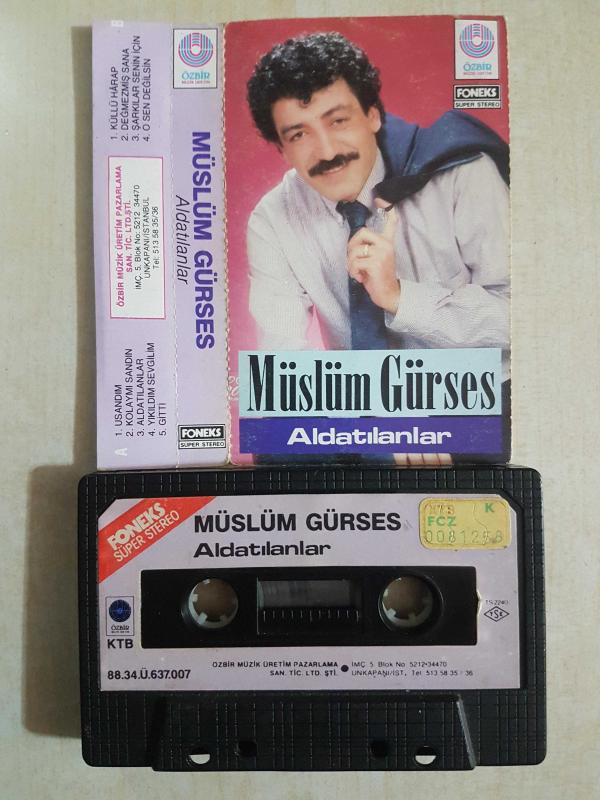 B
1. KÜLLÜ HÂRAP
2. DEĞMEZMİŞ SANA
3. ŞARKILAR SENİN İÇİN
4. O SEN DEĞİLSİN
ÖZBİR MÜZİK ÜRETİM PAZARLAMA
SAN. TİC. LTD.ŞTİ.
İMÇ. 5. Blok No: 5212 34470
UNKAPANI/İSTANBUL
Tel: 513 58 35/36
A
1. USANDIM
2. KOLAYMI SANDIN
3. ALDATILANLAR
4. YIKILDIM SEVGİLİM
5. GİTTİ
ÖZBİR
MÜSLÜM GÜRSES
Aldatılanlar
FONEKS
SÜPER STEREO
ÖZBİR
FONEKS
SÜPER STEREO
Müslüm Gürses
Aldatılanlar
FONEKS
SÜPER STEREO
MÜSLÜM GÜRSES
Aldatılanlar
K
FCZ
0081258
ÖZBİR
KTB
88.34.Ü.637.007
TSE
ÖZBİR MÜZİK ÜRETİM PAZARLAMA
SAN. TİC. LTD. ŞTİ.
İMÇ. 5. Blok No: 5212-34470
UNKAPANI/İST. Tel: 513 58 35 / 36